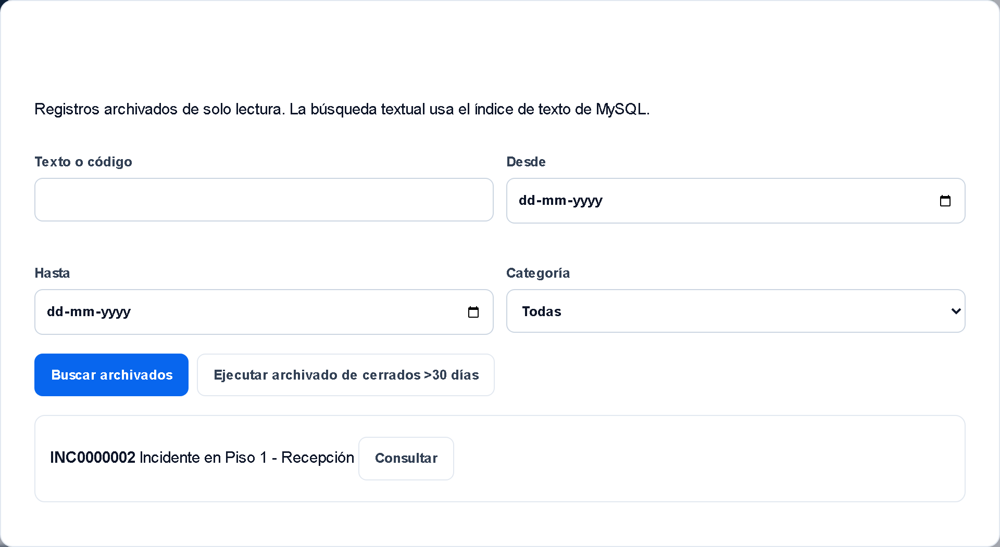 Registros archivados de solo lectura. La búsqueda textual usa el índice de texto de MySQL.
Texto o código
Desde
dd-mm-yyyy
Hasta
Categoría
dd-mm-yyyy
Todas
Buscar archivados
Ejecutar archivado de cerrados >30 días
INC0000002 Incidente en Piso 1 - Recepción
Consultar